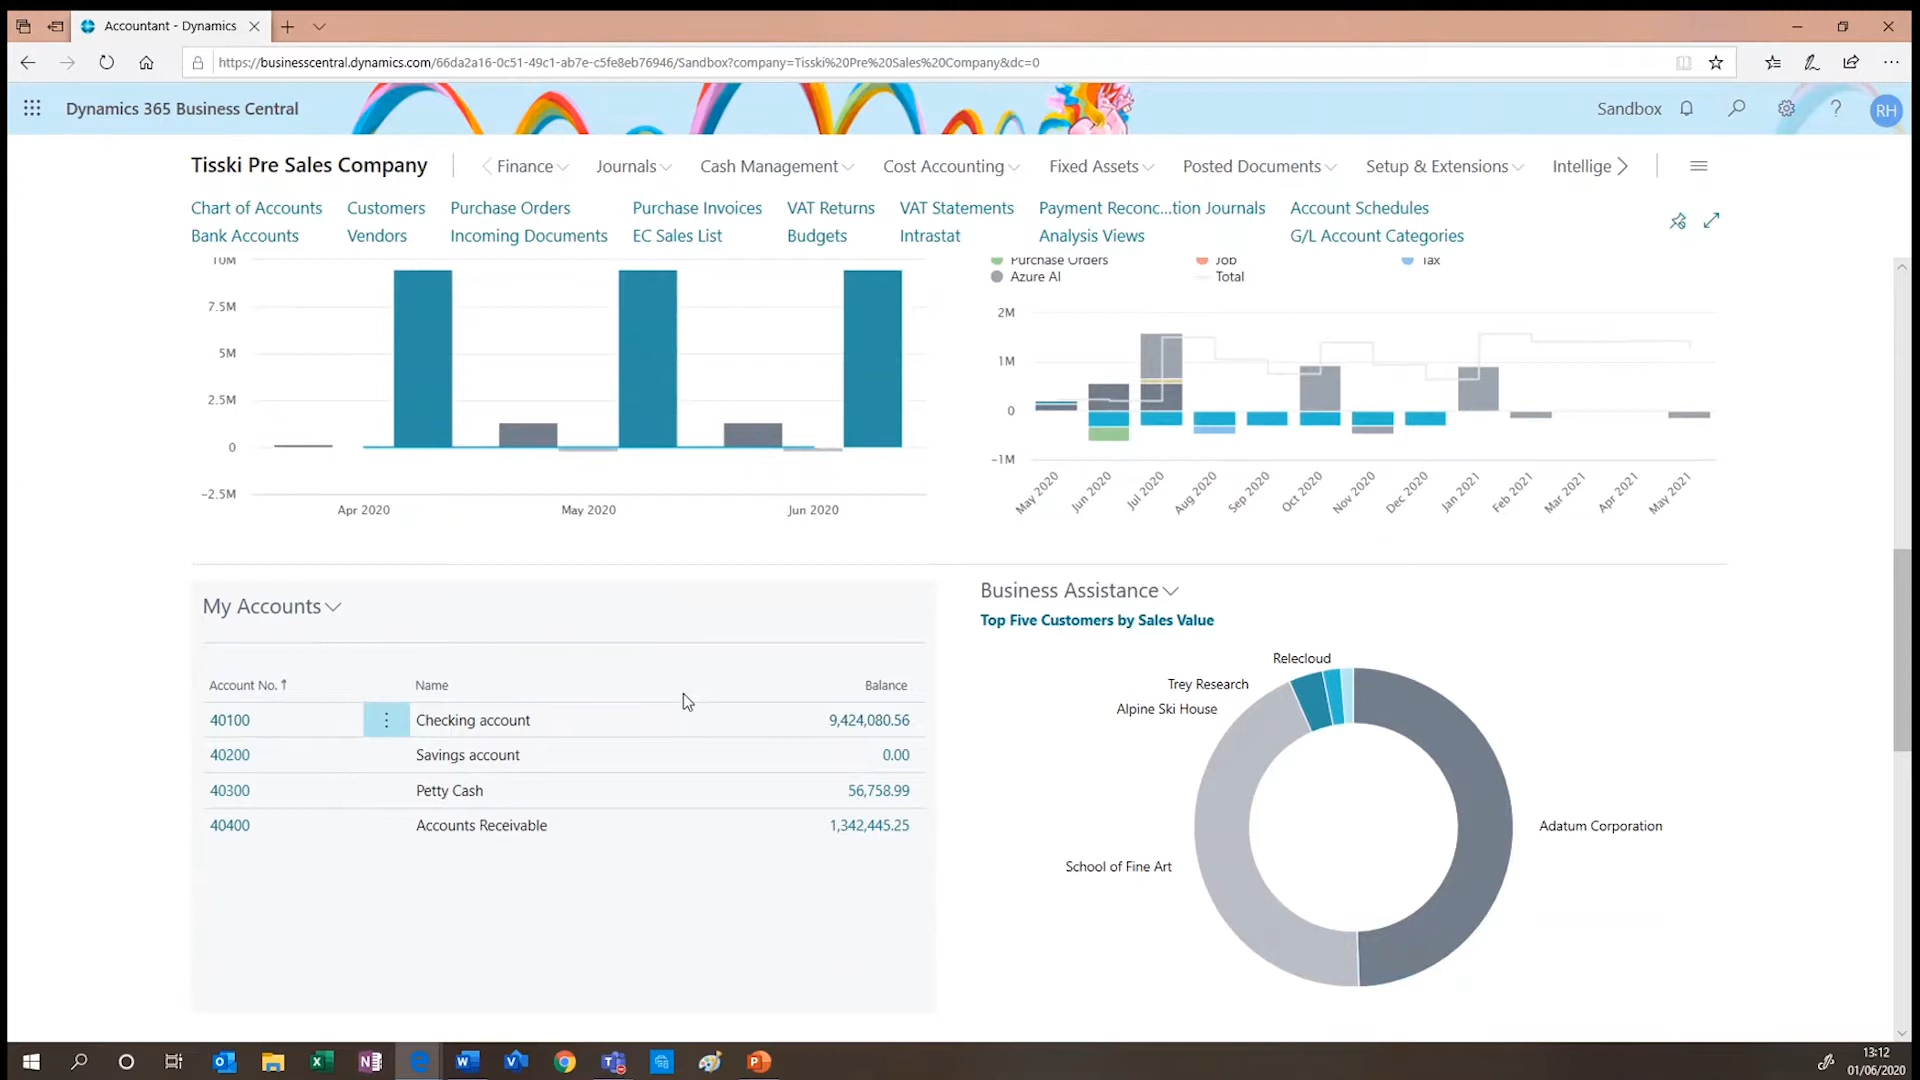 Accountant - Dynamics
https://businesscentral.dynamics.com/66da2a16-0c51-49c1-ab7e-c5fe8eb76946/Sandbox?company=Tisski%20Pre%20Sales%20Company&dc=0
Dynamics 365 Business Central
Sandbox
?
RH
Tisski Pre Sales Company
Finance
Journals
Cash Management
Cost Accounting
Fixed Assets
Posted Documents
Setup & Extensions
Intellige
Chart of Accounts
Customers
Purchase Orders
Purchase Invoices
VAT Returns
VAT Statements
Payment Reconc...tion Journals
Account Schedules
Bank Accounts
Vendors
Incoming Documents
EC Sales List
Budgets
Intrastat
Analysis Views
G/L Account Categories
10M
7.5M
5M
2.5M
0
-2.5M
Apr 2020
May 2020
Jun 2020
Purchase Orders
Job
Tax
Azure AI
Total
2M
1M
0
-1M
May 2020
Jun 2020
Jul 2020
Aug 2020
Sep 2020
Oct 2020
Nov 2020
Dec 2020
Jan 2021
Feb 2021
Mar 2021
Apr 2021
May 2021
My Accounts
Account No.↑ Name Balance
40100 Checking account 9,424,080.56
40200 Savings account 0.00
40300 Petty Cash 56,758.99
40400 Accounts Receivable 1,342,445.25
Business Assistance
Top Five Customers by Sales Value
Relecloud
Trey Research
Alpine Ski House
Adatum Corporation
School of Fine Art
13:12
01/06/2020